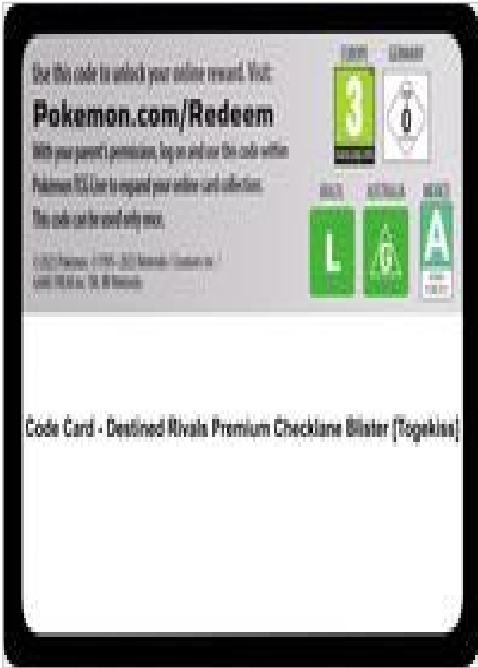 Use this code to unlock your online reward. Visit:
Pokemon.com/Redeem
With your parent's permission, log on and use this code within
Pokémon TCG Live to expand your online card collection.
This code can be used only once.
EUROPE
GERMANY
3
0
BRAZIL
AUSTRALIA
MEXICO
L
G
A
Code Card - Destined Rivals Premium Checklane Blister [Togekiss]